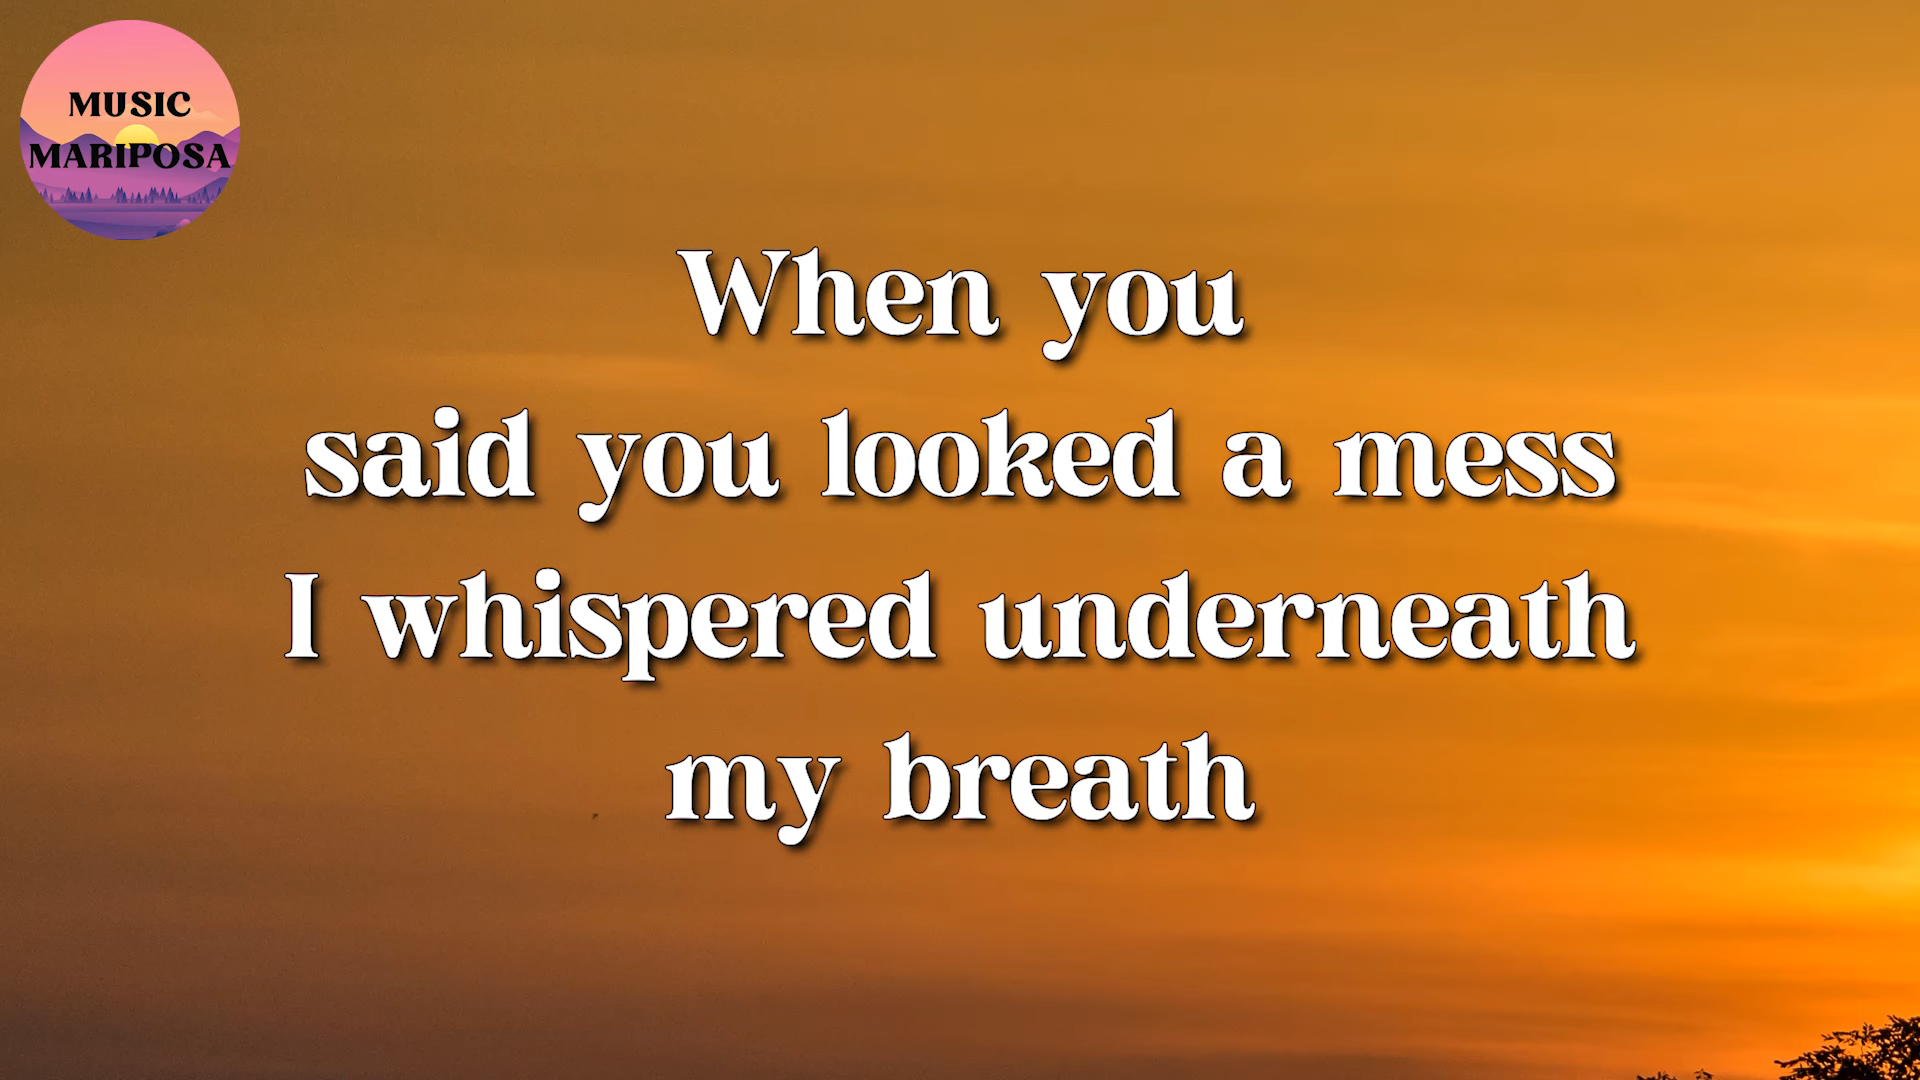 MUSIC
MARIPOSA
When you
said you looked a mess
I whispered underneath
my breath